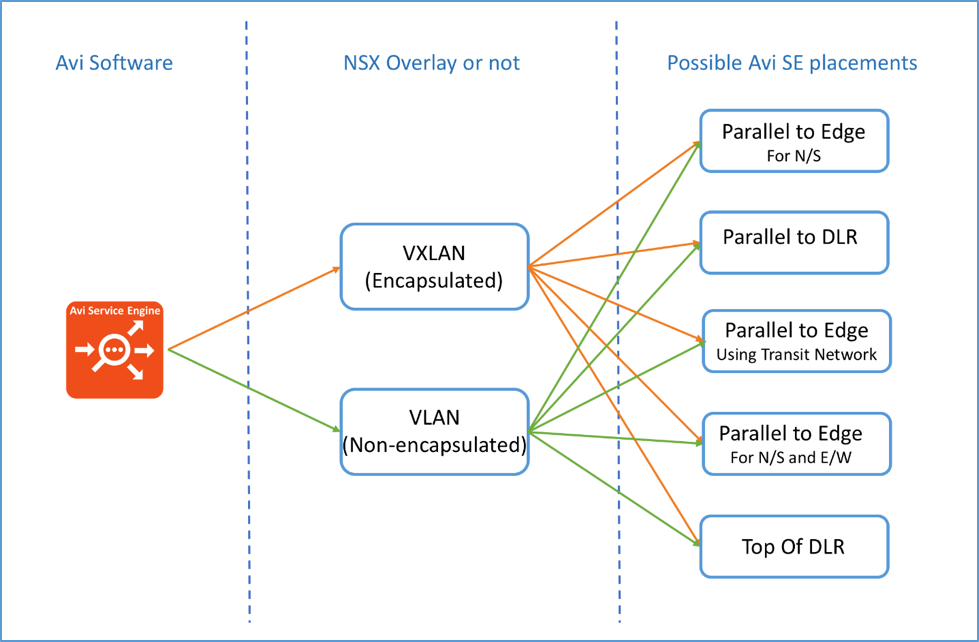 Avi Software
NSX Overlay or not
Possible Avi SE placements
Avi Service Engine
VXLAN
(Encapsulated)
VLAN
(Non-encapsulated)
Parallel to Edge
For N/S
Parallel to DLR
Parallel to Edge
Using Transit Network
Parallel to Edge
For N/S and E/W
Top Of DLR